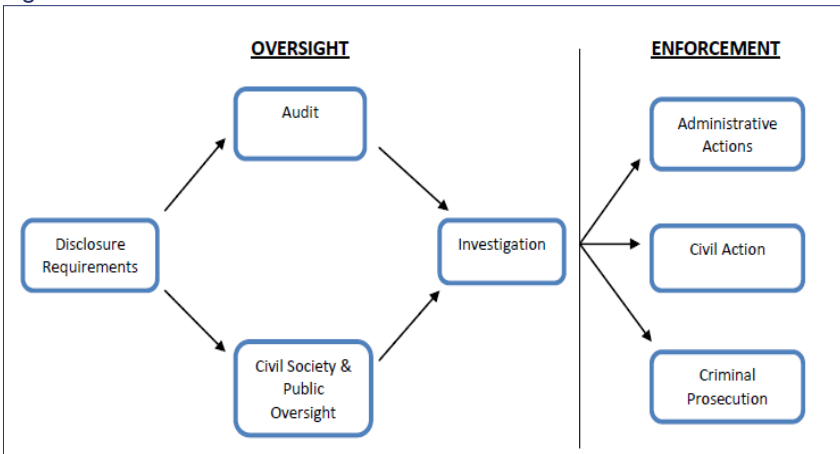 OVERSIGHT
ENFORCEMENT
Audit
Administrative
Actions
Disclosure
Requirements
Investigation
Civil Action
Civil Society &
Public
Oversight
Criminal
Prosecution